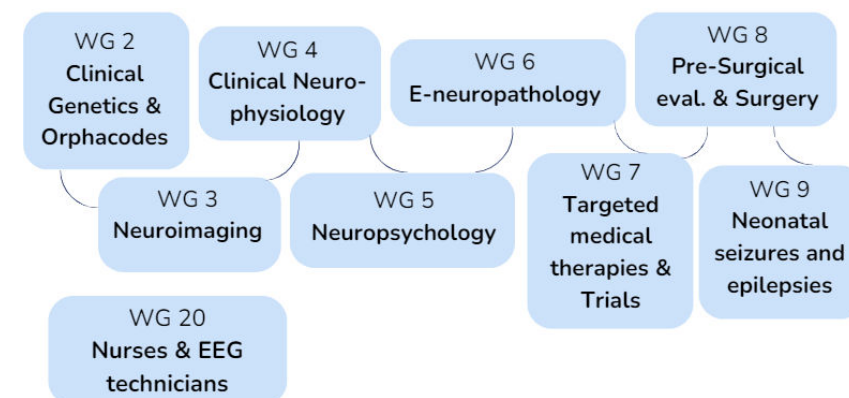 WG 2
Clinical
Genetics &
Orphacodes
WG 3
Neuroimaging
WG 4
Clinical Neuro-
physiology
WG 5
Neuropsychology
WG 6
E-neuropathology
WG 7
Targeted
medical
therapies &
Trials
WG 8
Pre-Surgical
eval. & Surgery
WG 9
Neonatal
seizures and
epilepsies
WG 20
Nurses & EEG
technicians